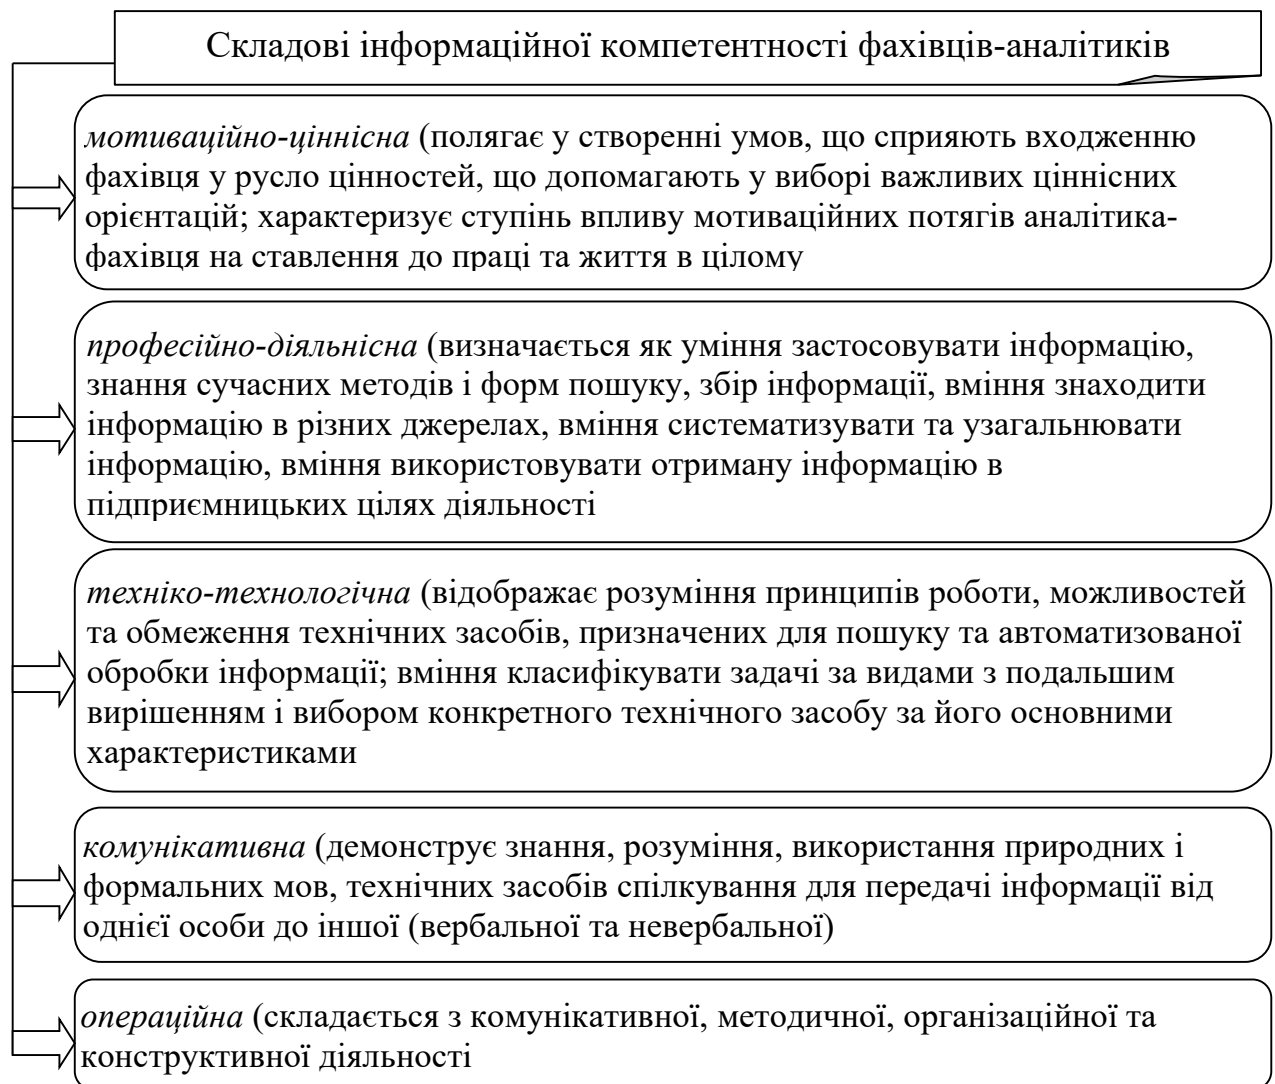 Складові інформаційної компетентності фахівців-аналітиків
мотиваційно-ціннісна (полягає у створенні умов, що сприяють входженню
фахівця у русло цінностей, що допомагають у виборі важливих ціннісних
орієнтацій; характеризує ступінь впливу мотиваційних потягів аналітика-
фахівця на ставлення до праці та життя в цілому
професійно-діяльнісна (визначається як уміння застосовувати інформацію,
знання сучасних методів і форм пошуку, збір інформації, вміння знаходити
інформацію в різних джерелах, вміння систематизувати та узагальнювати
інформацію, вміння використовувати отриману інформацію в
підприємницьких цілях діяльності
техніко-технологічна (відображає розуміння принципів роботи, можливостей
та обмеження технічних засобів, призначених для пошуку та автоматизованої
обробки інформації; вміння класифікувати задачі за видами з подальшим
вирішенням і вибором конкретного технічного засобу за його основними
характеристиками
комунікативна (демонструє знання, розуміння, використання природних і
формальних мов, технічних засобів спілкування для передачі інформації від
однієї особи до іншої (вербальної та невербальної)
операційна (складається з комунікативної, методичної, організаційної та
конструктивної діяльності